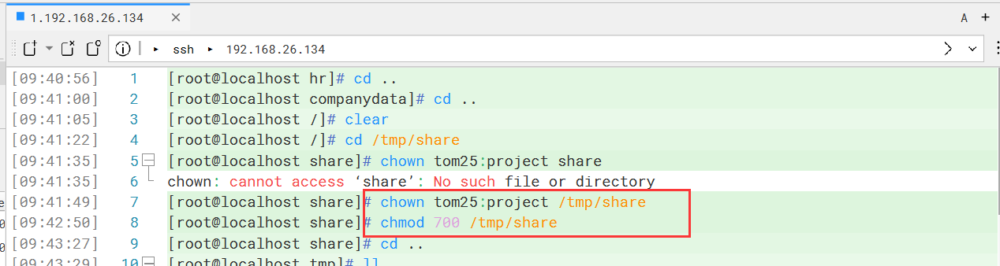 1.192.168.26.134
A +
ssh 192.168.26.134
[09:40:56] 1 [root@localhost hr]# cd ..
[09:41:00] 2 [root@localhost companydata]# cd ..
[09:41:05] 3 [root@localhost /]# clear
[09:41:22] 4 [root@localhost /]# cd /tmp/share
[09:41:35] 5 [root@localhost share]# chown tom25:project share
[09:41:35] 6 chown: cannot access ‘share’: No such file or directory
[09:41:49] 7 [root@localhost share]# chown tom25:project /tmp/share
[09:42:50] 8 [root@localhost share]# chmod 700 /tmp/share
[09:43:27] 9 [root@localhost share]# cd ..
[09:43:29] 10 [root@localhost tmp]# ll